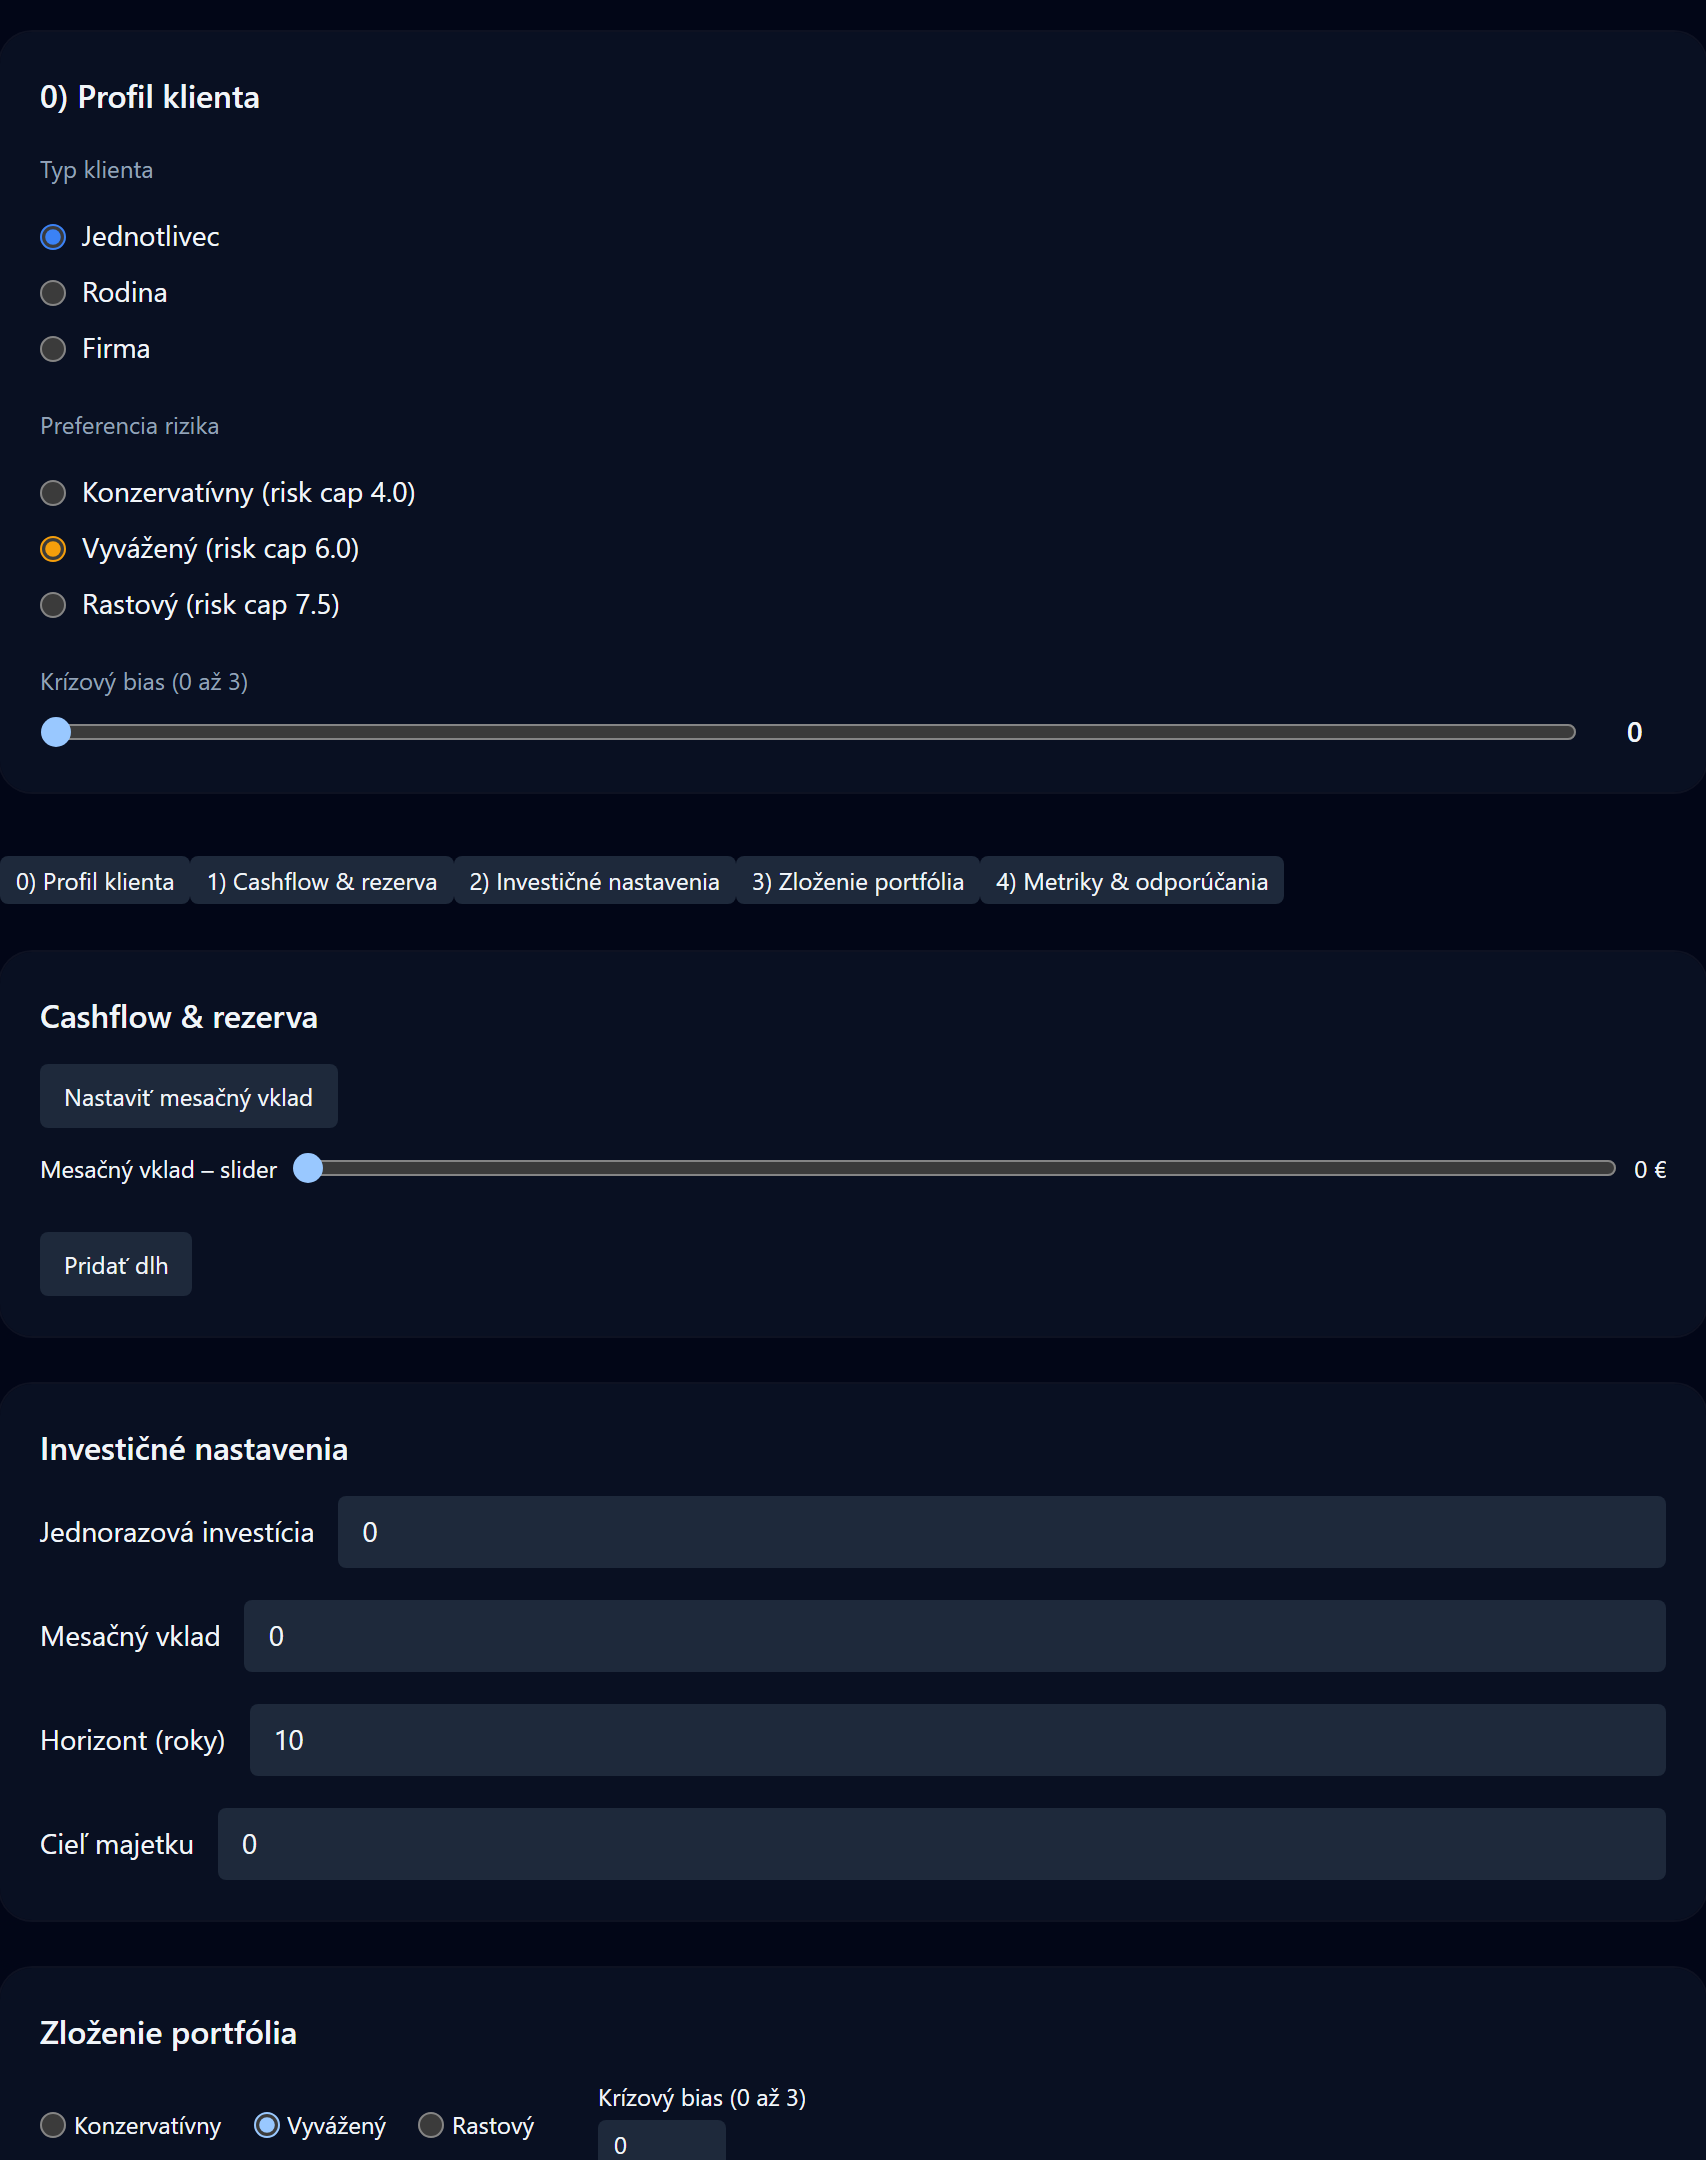 0) Profil klienta
Typ klienta
Jednotlivec
Rodina
Firma
Preferencia rizika
Konzervatívny (risk cap 4.0)
Vyvážený (risk cap 6.0)
Rastový (risk cap 7.5)
Krízový bias (0 až 3)
0
0) Profil klienta 1) Cashflow & rezerva 2) Investičné nastavenia 3) Zloženie portfólia 4) Metriky & odporúčania
Cashflow & rezerva
Nastaviť mesačný vklad
Mesačný vklad – slider 0 €
Pridať dlh
Investičné nastavenia
Jednorazová investícia 0
Mesačný vklad 0
Horizont (roky) 10
Cieľ majetku 0
Zloženie portfólia
Krízový bias (0 až 3)
Konzervatívny Vyvážený Rastový
0